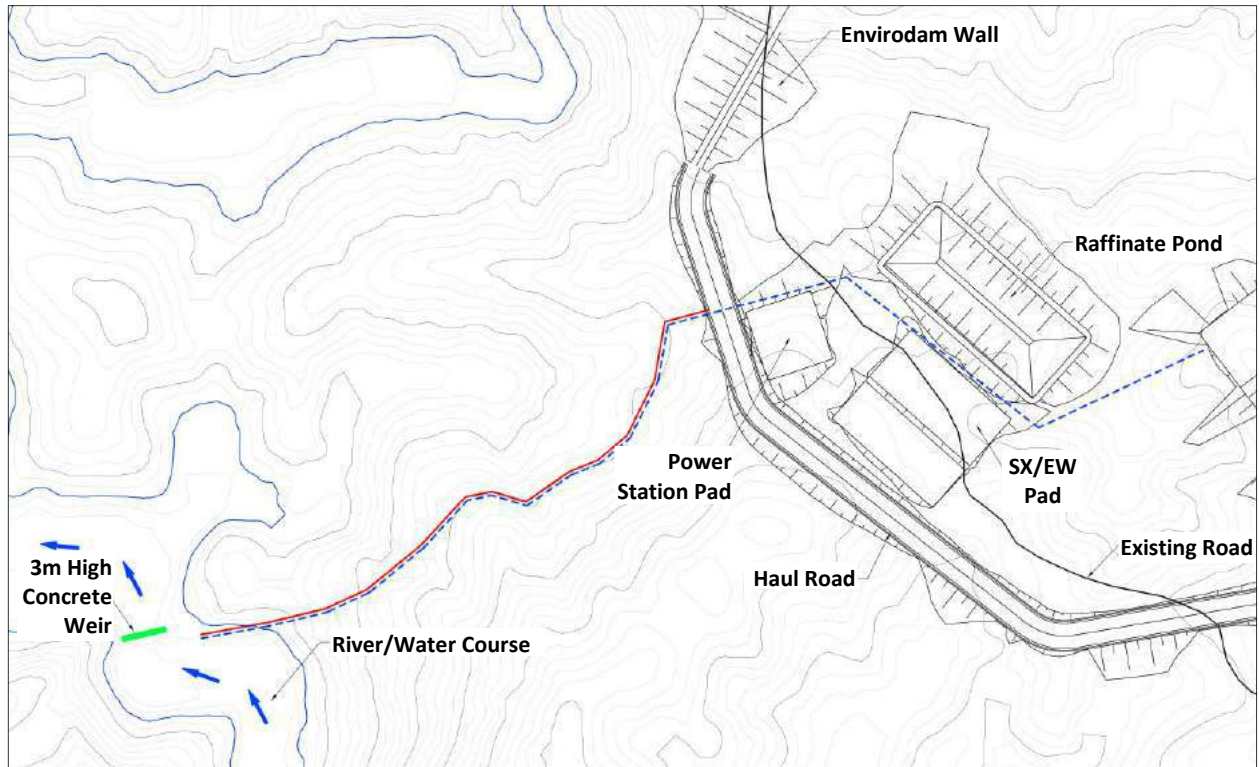 Envirodam Wall
Raffinate Pond
Power
Station Pad
SX/EW
Pad
Existing Road
Haul Road
3m High
Concrete
Weir
River/Water Course